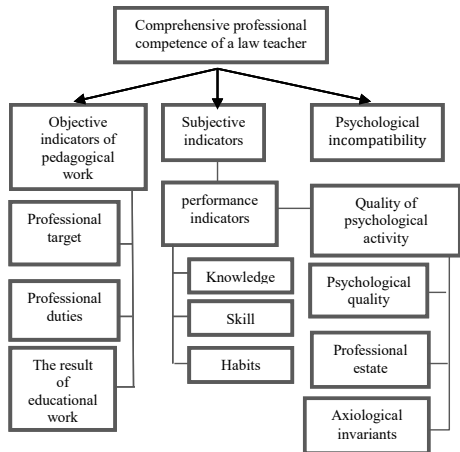 Comprehensive professional
competence of a law teacher
Objective
indicators of
pedagogical
work
Subjective
indicators
Psychological
incompatibility
Professional
target
Professional
duties
The result
of
educational
work
performance
indicators
Knowledge
Skill
Habits
Quality of
psychological
activity
Psychological
quality
Professional
estate
Axiological
invariants